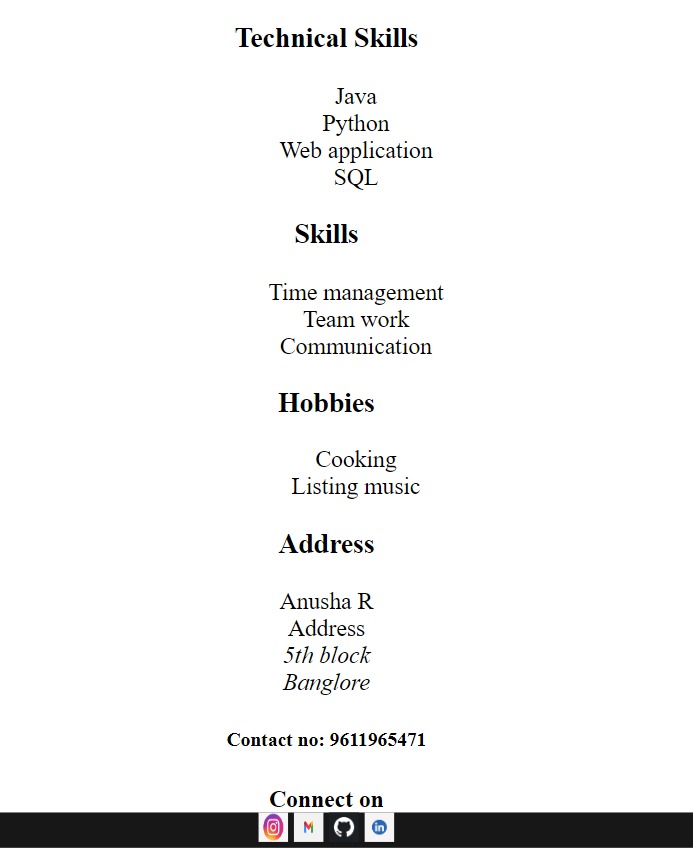 Technical Skills
Java
Python
Web application
SQL
Skills
Time management
Team work
Communication
Hobbies
Cooking
Listing music
Address
Anusha R
Address
5th block
Banglore
Contact no: 9611965471
Connect on